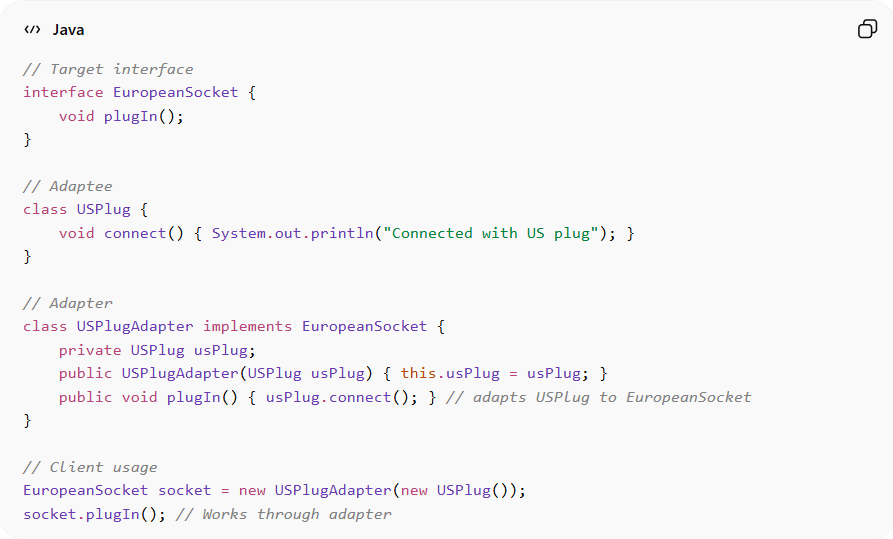 Java
// Target interface
interface EuropeanSocket {
    void plugIn();
}

// Adaptee
class USPlug {
    void connect() { System.out.println("Connected with US plug"); }
}

// Adapter
class USPlugAdapter implements EuropeanSocket {
    private USPlug usPlug;
    public USPlugAdapter(USPlug usPlug) { this.usPlug = usPlug; }
    public void plugIn() { usPlug.connect(); } // adapts USPlug to EuropeanSocket
}

// Client usage
EuropeanSocket socket = new USPlugAdapter(new USPlug());
socket.plugIn(); // Works through adapter